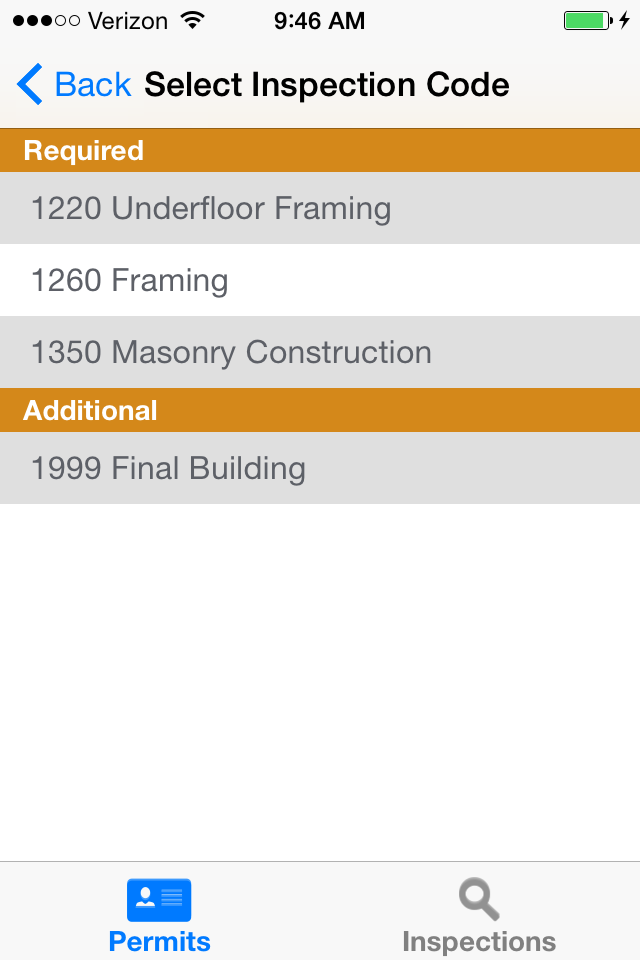 Verizon 9:46 AM
Back Select Inspection Code
Required
1220 Underfloor Framing
1260 Framing
1350 Masonry Construction
Additional
1999 Final Building
Permits Inspections